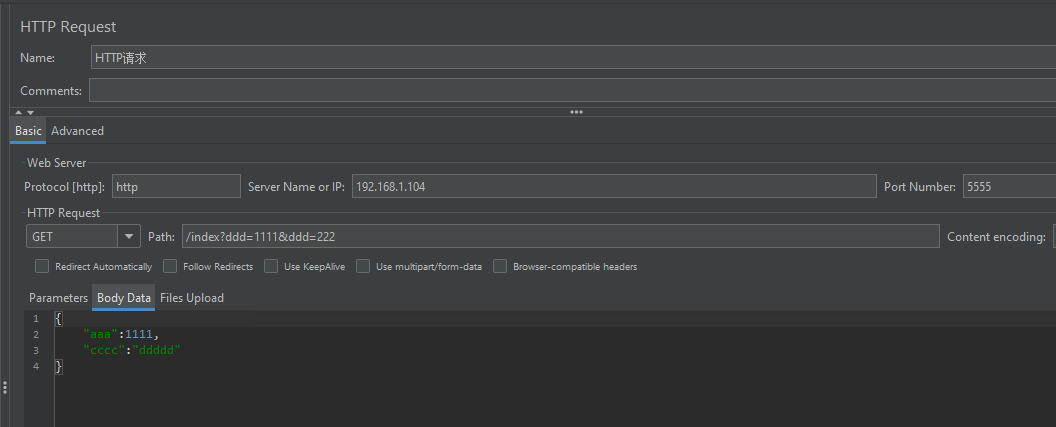 HTTP Request
Name: HTTP请求
Comments:
Basic Advanced
Web Server
Protocol [http]: http Server Name or IP: 192.168.1.104 Port Number: 5555
HTTP Request
GET Path: /index?ddd=1111&ddd=222 Content encoding:
Redirect Automatically Follow Redirects Use KeepAlive Use multipart/form-data Browser-compatible headers
Parameters Body Data Files Upload
1 {
2 "aaa":1111,
3 "cccc":"ddddd"
4 }